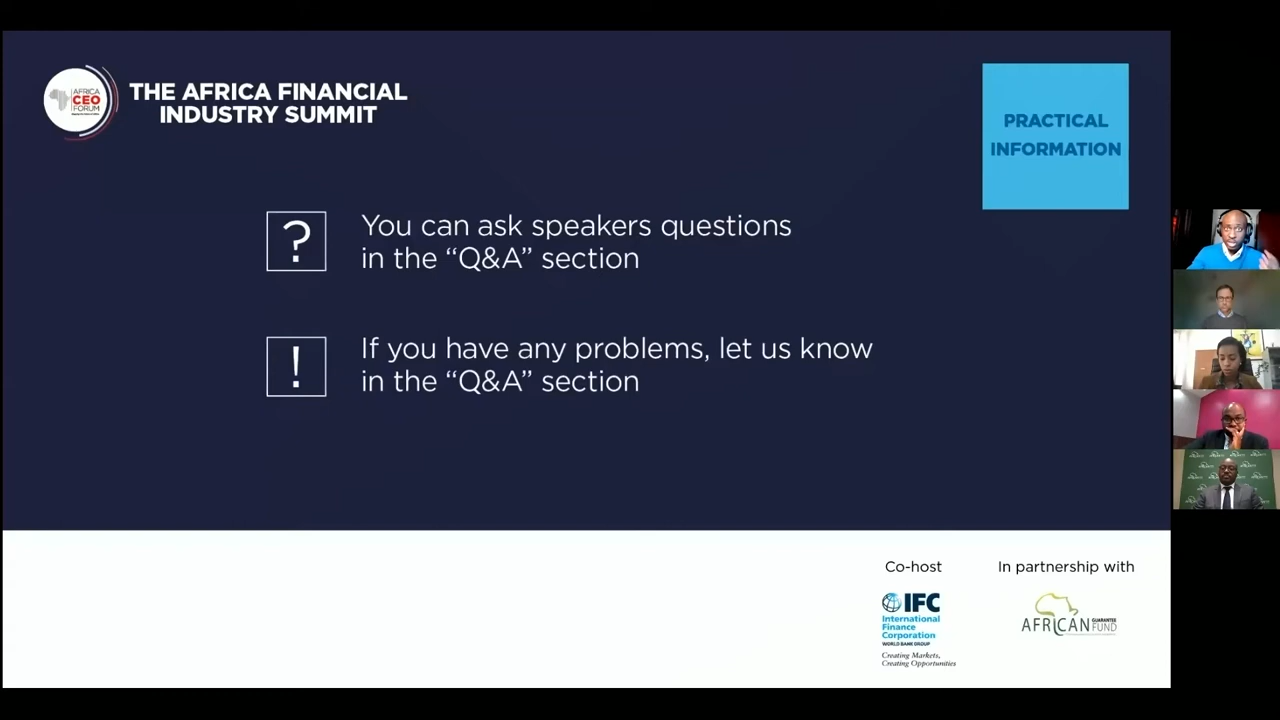 AFRICA
CEO
FORUM
THE AFRICA FINANCIAL
INDUSTRY SUMMIT
PRACTICAL
INFORMATION
?
You can ask speakers questions
in the “Q&A” section
!
If you have any problems, let us know
in the “Q&A” section
Co-host
In partnership with
IFC
International
Finance
Corporation
WORLD BANK GROUP
Creating Markets,
Creating Opportunities
AFRICAN
GUARANTEE
FUND